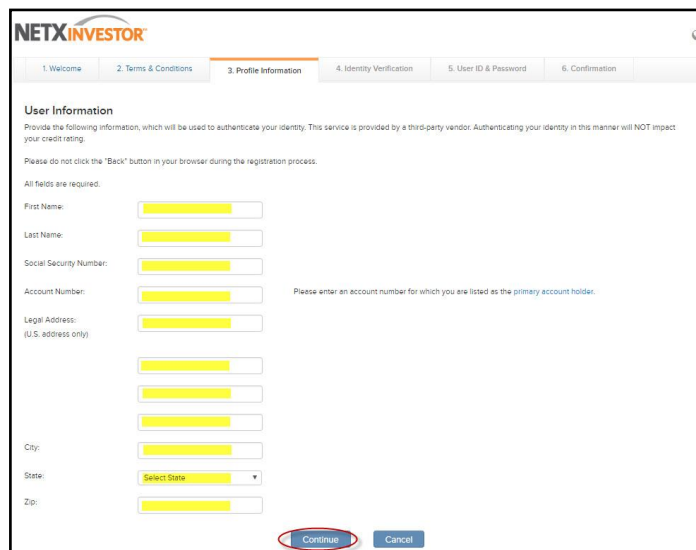 NETXINVESTOR
1. Welcome
2. Terms & Conditions
3. Profile Information
4. Identity Verification
5. User ID & Password
6. Confirmation
User Information
Provide the following information, which will be used to authenticate your identity. This service is provided by a third-party vendor. Authenticating your identity in this manner will NOT impact
your credit rating.
Please do not click the "Back" button in your browser during the registration process.
All fields are required.
First Name:
Last Name:
Social Security Number:
Account Number:
Please enter an account number for which you are listed as the primary account holder.
Legal Address:
(U.S. address only)
City:
State:
Select State
Zip:
Continue
Cancel